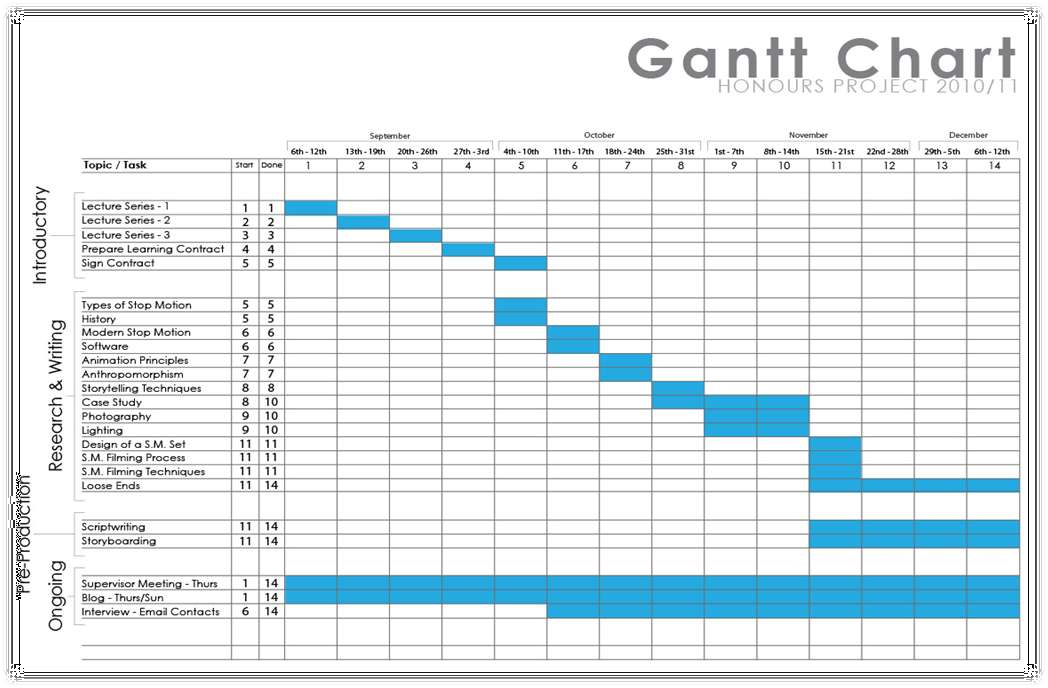 Gantt Chart
HONOURS PROJECT 2010/11
September October November December
6th - 12th 13th - 19th 20th - 26th 27th - 3rd 4th - 10th 11th - 17th 18th - 24th 25th - 31st 1st - 7th 8th - 14th 15th - 21st 22nd - 28th 29th - 5th 6th - 12th
Topic / Task Start Done 1 2 3 4 5 6 7 8 9 10 11 12 13 14
Introductory
Lecture Series - 1 1 1
Lecture Series - 2 2 2
Lecture Series - 3 3 3
Prepare Learning Contract 4 4
Sign Contract 5 5
Research & Writing
Types of Stop Motion 5 5
History 5 5
Modern Stop Motion 6 6
Software 6 6
Animation Principles 7 7
Anthropomorphism 7 7
Storytelling Techniques 8 8
Case Study 8 10
Photography 9 10
Lighting 9 10
Design of a S.M. Set 11 11
S.M. Filming Process 11 11
S.M. Filming Techniques 11 11
Loose Ends 11 14
Pre-Production
Scriptwriting 11 14
Storyboarding 11 14
Ongoing
Supervisor Meeting - Thurs 1 14
Blog - Thurs/Sun 1 14
Interview - Email Contacts 6 14